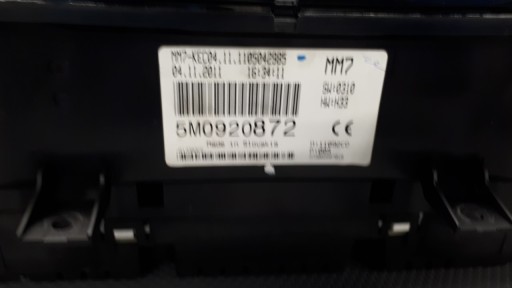 MM7-KEC04.11.1105042985
04.11.2011 16:34:11
MM7
SW:0310
HW:H33
5M0920872
CE
Made in Slovakia